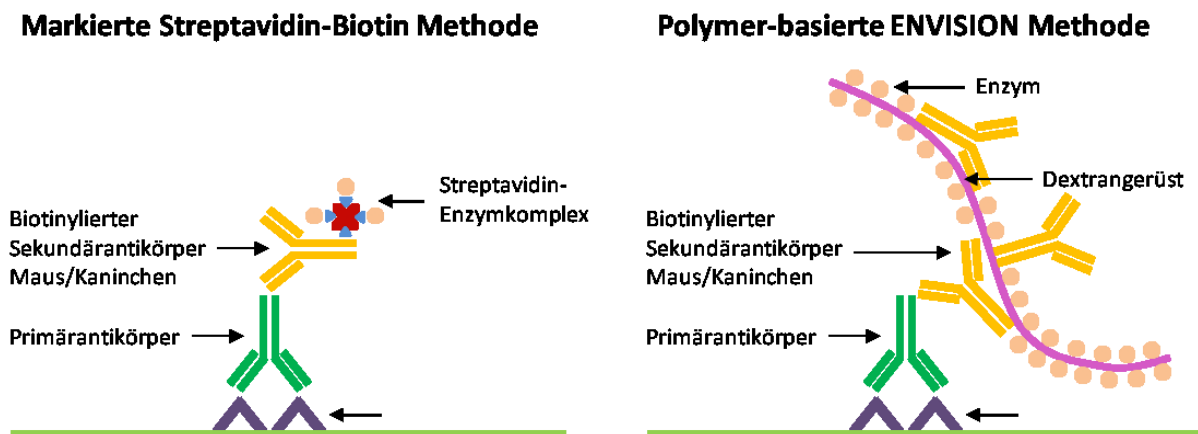 Markierte Streptavidin-Biotin Methode
Streptavidin-
Enzymkomplex
Biotinylierter
Sekundärantikörper
Maus/Kaninchen
Primärantikörper
Polymer-basierte ENVISION Methode
Enzym
Dextrangerüst
Biotinylierter
Sekundärantikörper
Maus/Kaninchen
Primärantikörper